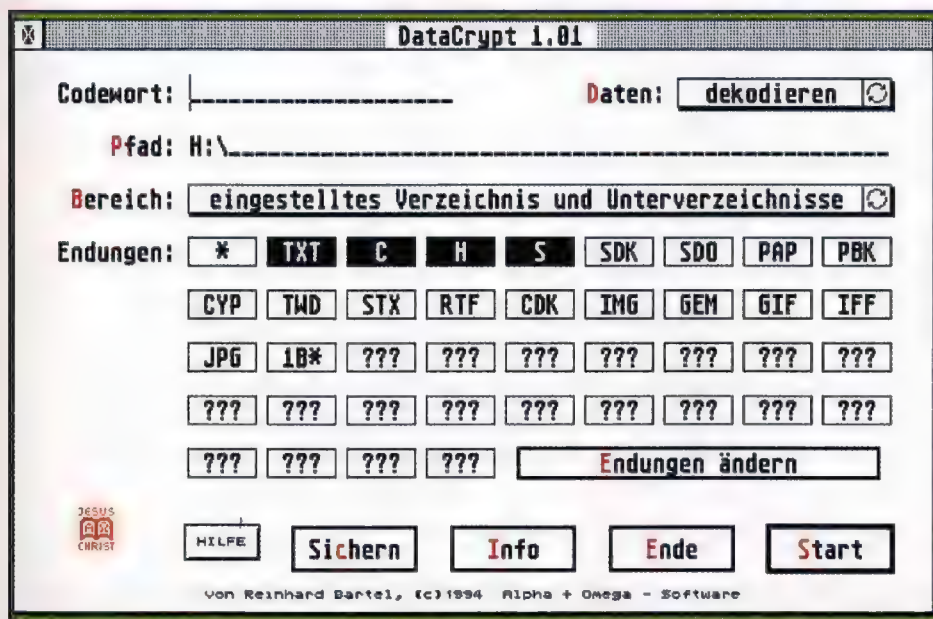 DataCrypt 1.01
Codewort: Daten: dekodieren
Pfad: H:\
Bereich: eingestelltes Verzeichnis und Unterverzeichnisse
Endungen: * TXT C H S SDK SDO PAP PBK
CYP TWD STX RTF CDK IMG GEM GIF IFF
JPG 1B* ??? ??? ??? ??? ??? ??? ???
??? ??? ??? ??? ??? ??? ??? ??? ???
??? ??? ??? ??? Endungen ändern
JESUS
CHRIST
HILFE Sichern Info Ende Start
von Reinhard Bartel, (c)1994 Alpha + Omega - Software